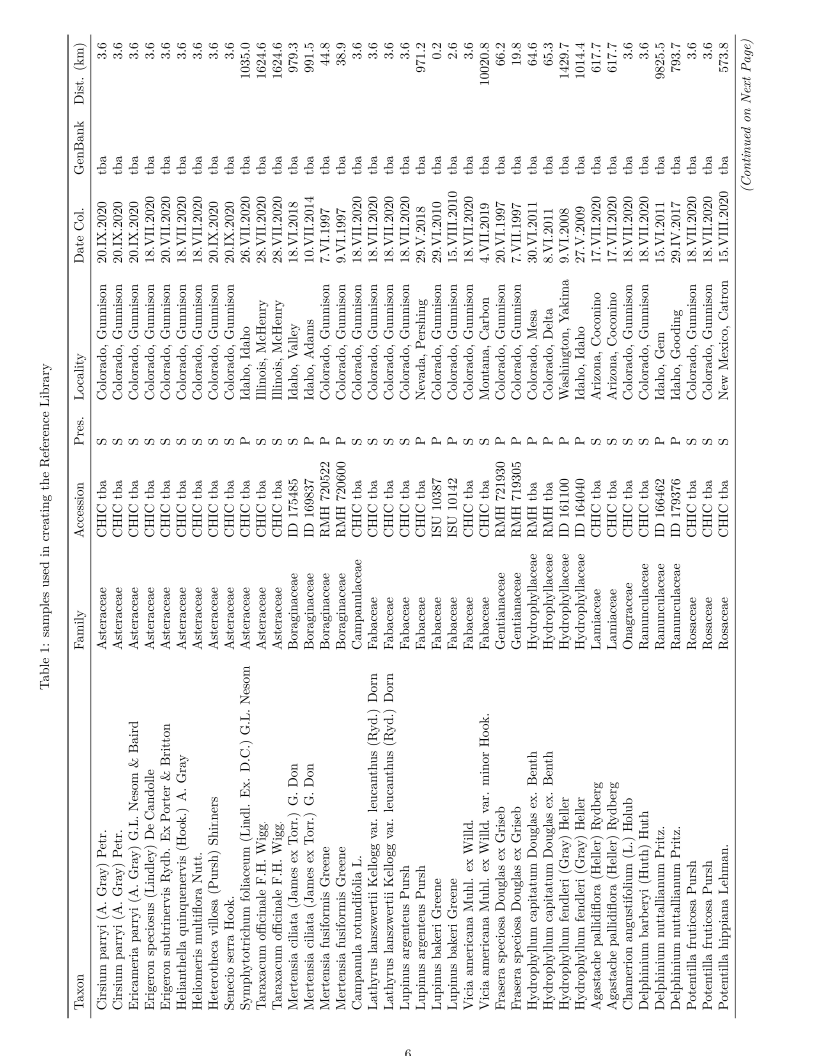 Table 1: samples used in creating the Reference Library
Taxon Family Accession Pres. Locality Date Col. GenBank Dist. (km)
Cirsium parryi (A. Gray) Petr. Asteraceae CHIC tba S Colorado, Gunnison 20.IX.2020 tba 3.6
Cirsium parryi (A. Gray) Petr. Asteraceae CHIC tba S Colorado, Gunnison 20.IX.2020 tba 3.6
Ericameria parryi (A. Gray) G.L. Nesom & Baird Asteraceae CHIC tba S Colorado, Gunnison 20.IX.2020 tba 3.6
Erigeron speciosus (Lindley) De Candolle Asteraceae CHIC tba S Colorado, Gunnison 18.VII.2020 tba 3.6
Erigeron subtrinervis Rydb. Ex Porter & Britton Asteraceae CHIC tba S Colorado, Gunnison 20.VII.2020 tba 3.6
Helianthella quinquenervis (Hook.) A. Gray Asteraceae CHIC tba S Colorado, Gunnison 18.VII.2020 tba 3.6
Heliomeris multiflora Nutt. Asteraceae CHIC tba S Colorado, Gunnison 18.VII.2020 tba 3.6
Heterotheca villosa (Pursh) Shinners Asteraceae CHIC tba S Colorado, Gunnison 20.IX.2020 tba 3.6
Senecio serra Hook. Asteraceae CHIC tba S Colorado, Gunnison 20.IX.2020 tba 3.6
Symphytotrichum foliaceum (Lindl. Ex. D.C.) G.L. Nesom Asteraceae CHIC tba P Idaho, Idaho 26.VII.2020 tba 1035.0
Taraxacum officinale F.H. Wigg. Asteraceae CHIC tba S Illinois, McHenry 28.VII.2020 tba 1624.6
Taraxacum officinale F.H. Wigg. Asteraceae CHIC tba S Illinois, McHenry 28.VII.2020 tba 1624.6
Mertensia ciliata (James ex Torr.) G. Don Boraginaceae ID 175485 S Idaho, Valley 18.VI.2018 tba 979.3
Mertensia ciliata (James ex Torr.) G. Don Boraginaceae ID 169837 P Idaho, Adams 10.VII.2014 tba 991.5
Mertensia fusiformis Greene Boraginaceae RMH 720522 P Colorado, Gunnison 7.VI.1997 tba 44.8
Mertensia fusiformis Greene Boraginaceae RMH 720600 P Colorado, Gunnison 9.VI.1997 tba 38.9
Campanula rotundifolia L. Campanulaceae CHIC tba S Colorado, Gunnison 18.VII.2020 tba 3.6
Lathyrus lanszwertii Kellogg var. leucanthus (Ryd.) Dorn Fabaceae CHIC tba S Colorado, Gunnison 18.VII.2020 tba 3.6
Lathyrus lanszwertii Kellogg var. leucanthus (Ryd.) Dorn Fabaceae CHIC tba S Colorado, Gunnison 18.VII.2020 tba 3.6
Lupinus argenteus Pursh Fabaceae CHIC tba S Colorado, Gunnison 18.VII.2020 tba 3.6
Lupinus argenteus Pursh Fabaceae CHIC tba P Nevada, Pershing 29.V.2018 tba 971.2
Lupinus bakeri Greene Fabaceae ISU 10387 P Colorado, Gunnison 29.VI.2010 tba 0.2
Lupinus bakeri Greene Fabaceae ISU 10142 P Colorado, Gunnison 15.VIII.2010 tba 2.6
Vicia americana Muhl. ex Willd. Fabaceae CHIC tba S Colorado, Gunnison 18.VII.2020 tba 3.6
Vicia americana Muhl. ex Willd. var. minor Hook. Fabaceae CHIC tba S Montana, Carbon 4.VII.2019 tba 10020.8
Frasera speciosa Douglas ex Griseb Gentianaceae RMH 721930 P Colorado, Gunnison 20.VI.1997 tba 66.2
Frasera speciosa Douglas ex Griseb Gentianaceae RMH 719305 P Colorado, Gunnison 7.VII.1997 tba 19.8
Hydrophyllum capitatum Douglas ex. Benth Hydrophyllaceae RMH tba P Colorado, Mesa 30.VI.2011 tba 64.6
Hydrophyllum capitatum Douglas ex. Benth Hydrophyllaceae RMH tba P Colorado, Delta 8.VI.2011 tba 65.3
Hydrophyllum fendleri (Gray) Heller Hydrophyllaceae ID 161100 P Washington, Yakima 9.VI.2008 tba 1429.7
Hydrophyllum fendleri (Gray) Heller Hydrophyllaceae ID 164040 P Idaho, Idaho 27.V.2009 tba 1014.4
Agastache pallidiflora (Heller) Rydberg Lamiaceae CHIC tba S Arizona, Coconino 17.VII.2020 tba 617.7
Agastache pallidiflora (Heller) Rydberg Lamiaceae CHIC tba S Arizona, Coconino 17.VII.2020 tba 617.7
Chamerion angustifolium (L.) Holub Onagraceae CHIC tba S Colorado, Gunnison 18.VII.2020 tba 3.6
Delphinium barberyi (Huth) Huth Ranunculaceae CHIC tba S Colorado, Gunnison 18.VII.2020 tba 3.6
Delphinium nuttallianum Pritz. Ranunculaceae ID 166462 P Idaho, Gem 15.VI.2011 tba 9825.5
Delphinium nuttallianum Pritz. Ranunculaceae ID 179376 P Idaho, Gooding 29.IV.2017 tba 793.7
Potentilla fruticosa Pursh Rosaceae CHIC tba S Colorado, Gunnison 18.VII.2020 tba 3.6
Potentilla fruticosa Pursh Rosaceae CHIC tba S Colorado, Gunnison 18.VII.2020 tba 3.6
Potentilla hippiana Lehman. Rosaceae CHIC tba S New Mexico, Catron 15.VIII.2020 tba 573.8
(Continued on Next Page)
6